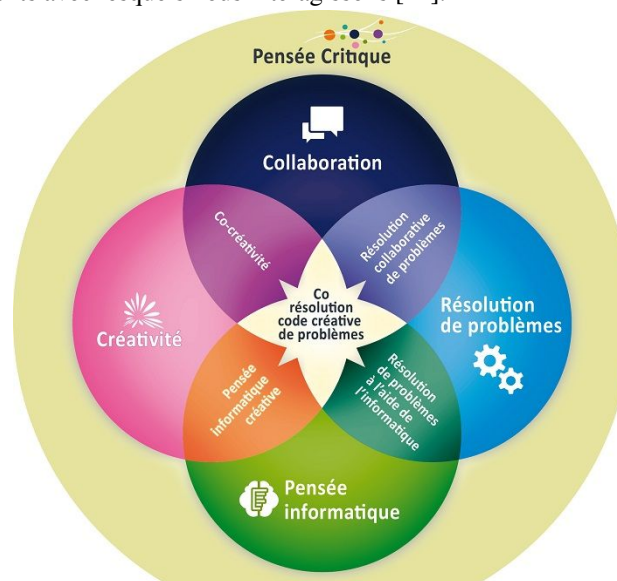 Pensée Critique
Collaboration
Co-créativité
Résolution
collaborative
de problèmes
Créativité
Co
résolution
code créative
de problèmes
Résolution
de problèmes
Pensée
Informatique
créative
Résolution
de problèmes
à l'aide de
l'informatique
Pensée
informatique